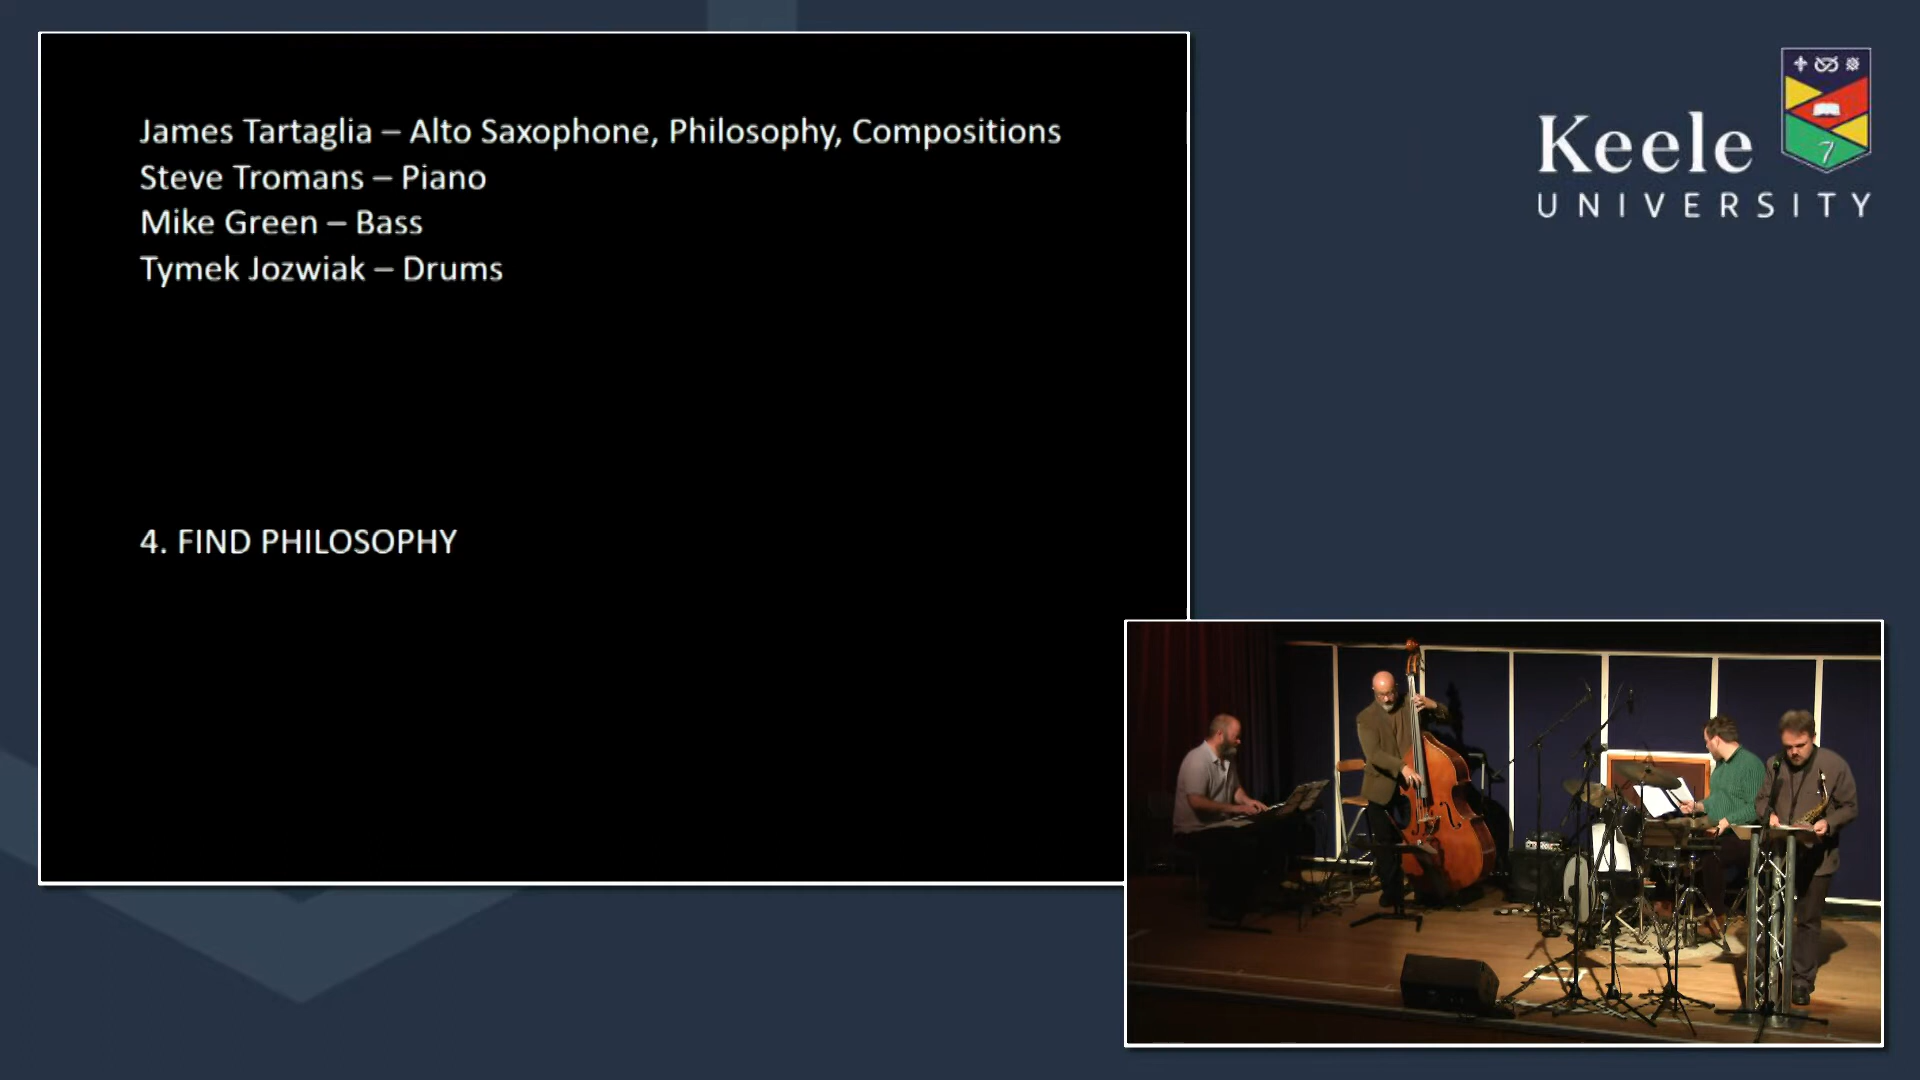 James Tartaglia – Alto Saxophone, Philosophy, Compositions
Steve Tromans – Piano
Mike Green – Bass
Tymek Jozwiak – Drums
4. FIND PHILOSOPHY
Keele
UNIVERSITY